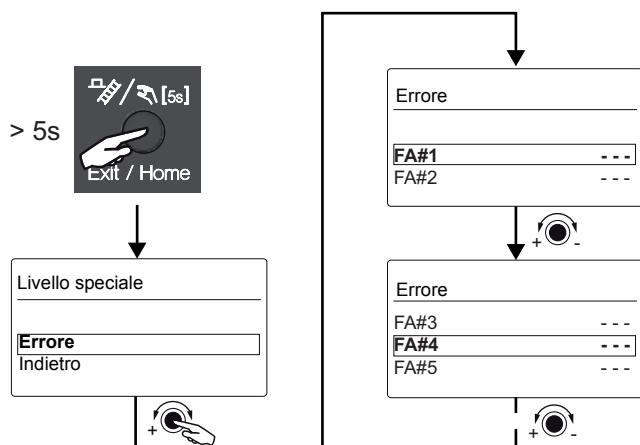 / [5s]
> 5s
Exit / Home
Livello speciale
Errore
Indietro
+
Errore
FA#1 - - -
FA#2 - - -
+ -
Errore
FA#3 - - -
FA#4 - - -
FA#5 - - -
+ -